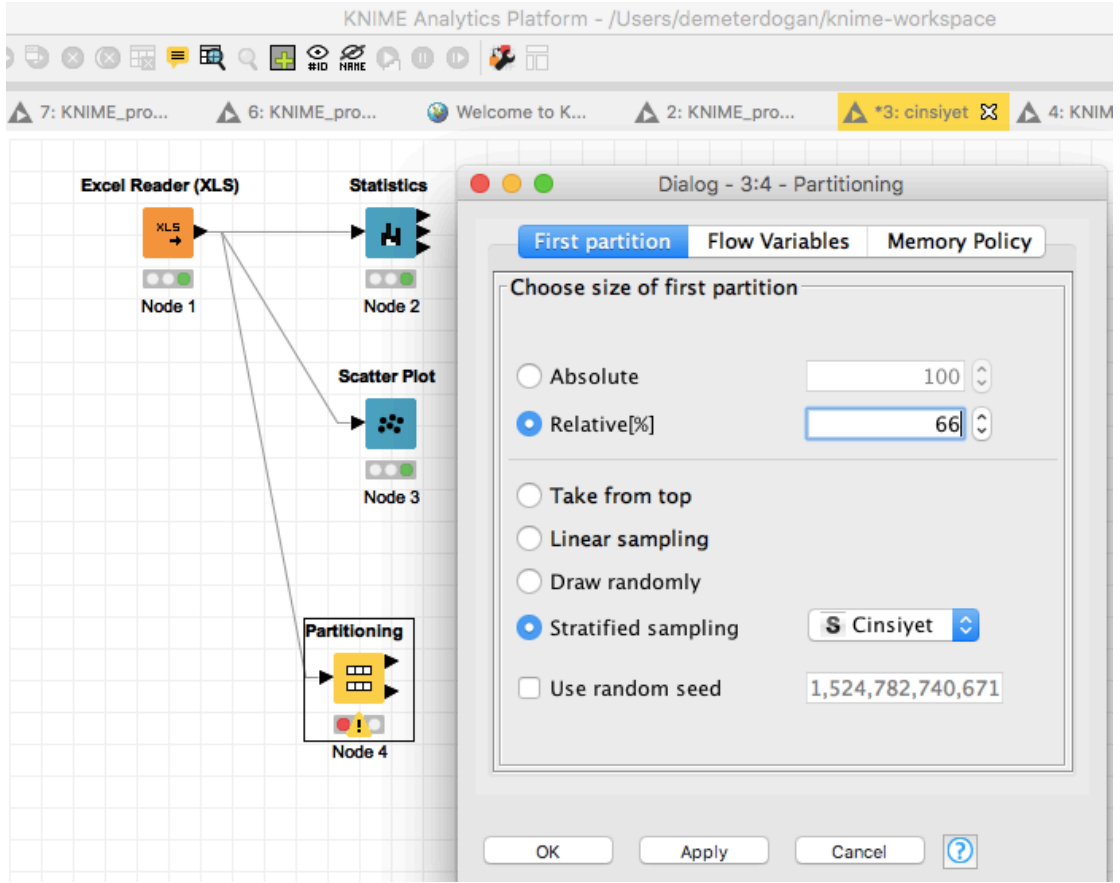 KNIME Analytics Platform - /Users/demeterdogan/knime-workspace
#ID NAME
7: KNIME_pro... 6: KNIME_pro... Welcome to K... 2: KNIME_pro... *3: cinsiyet 4: KNIM
Excel Reader (XLS)
XLS
Node 1
Statistics
Node 2
Scatter Plot
Node 3
Partitioning
Node 4
Dialog - 3:4 - Partitioning
First partition Flow Variables Memory Policy
Choose size of first partition
Absolute 100
Relative[%] 66
Take from top
Linear sampling
Draw randomly
Stratified sampling S Cinsiyet
Use random seed 1,524,782,740,671
OK Apply Cancel ?